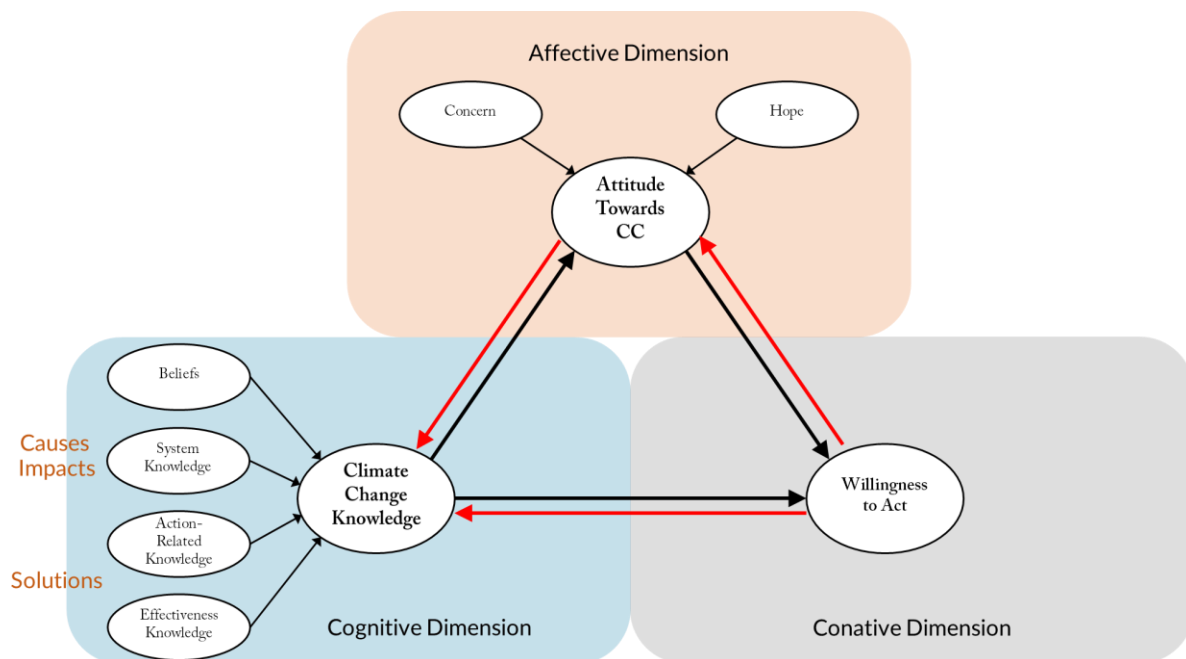 Affective Dimension
Concern
Hope
Attitude
Towards
CC
Beliefs
Causes
Impacts
System
Knowledge
Climate
Change
Knowledge
Willingness
to Act
Action-
Related
Knowledge
Solutions
Effectiveness
Knowledge
Cognitive Dimension
Conative Dimension